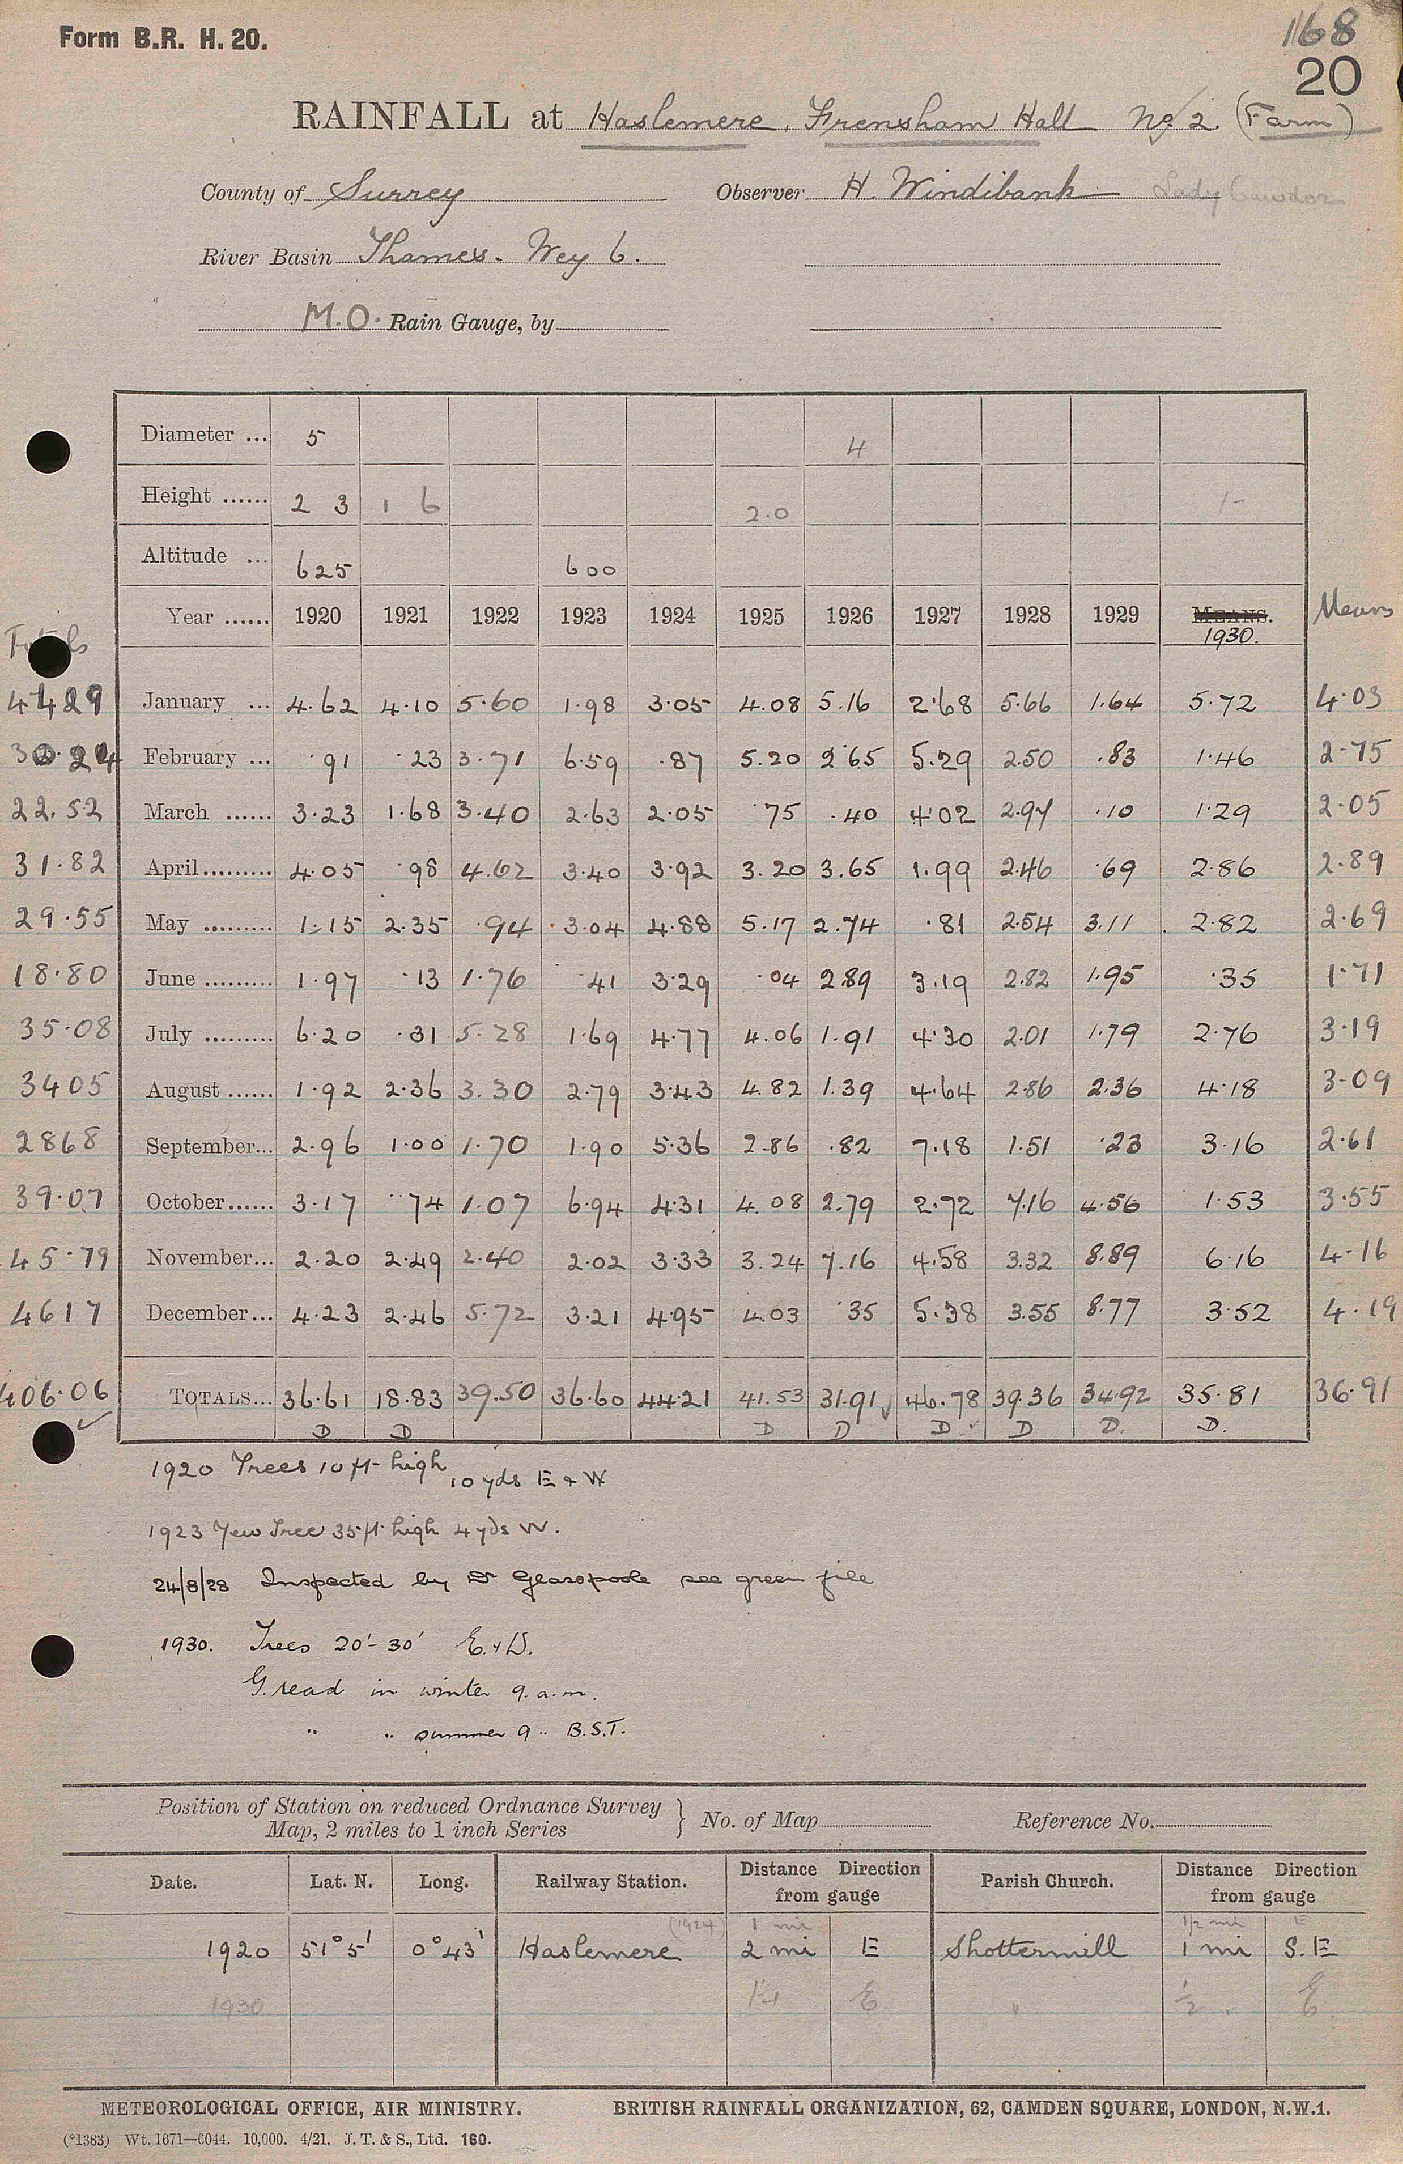 Form B.R. H. 20.
168
20
RAINFALL at Haslemere, Frensham Hall No 2 (Farm)
County of Surrey Observer H. Windibank Lady Cawdor
River Basin Thames. Wey 6.
M.O. Rain Gauge, by
Diameter ... 5 4
Height ...... 2 3 1 6 2.0 1-
Altitude ... 625 600
Totals Year ...... 1920 1921 1922 1923 1924 1925 1926 1927 1928 1929 MEANS. 1930. Means
44 29 January ... 4.62 4.10 5.60 1.98 3.05 4.08 5.16 2.68 5.66 1.64 5.72 4.03
30.24 February ... .91 .23 3.71 6.59 .87 5.20 2.65 5.29 2.50 .83 1.46 2.75
22.52 March ...... 3.23 1.68 3.40 2.63 2.05 .75 .40 4.02 2.97 .10 1.29 2.05
31.82 April......... 4.05 .98 4.62 3.40 3.92 3.20 3.65 1.99 2.46 .69 2.86 2.89
29.55 May ......... 1.15 2.35 .94 3.04 4.88 5.17 2.74 .81 2.54 3.11 2.82 2.69
18.80 June ......... 1.97 .13 1.76 .41 3.29 .04 2.89 3.19 2.82 1.95 .35 1.71
35.08 July ......... 6.20 .31 5.28 1.69 4.77 4.06 1.91 4.30 2.01 1.79 2.76 3.19
34 05 August ...... 1.92 2.36 3.30 2.79 3.43 4.82 1.39 4.64 2.86 2.36 4.18 3.09
28 68 September... 2.96 1.00 1.70 1.90 5.36 2.86 .82 7.18 1.51 .23 3.16 2.61
39.07 October...... 3.17 .74 1.07 6.94 4.31 4.08 2.79 2.72 7.16 4.56 1.53 3.55
45.79 November... 2.20 2.49 2.40 2.02 3.33 3.24 7.16 4.58 3.32 8.89 6.16 4.16
46 17 December... 4.23 2.46 5.72 3.21 4.95 4.03 .35 5.38 3.55 8.77 3.52 4.19
406.06 TOTALS... 36.61 18.83 39.50 36.60 44.21 41.53 31.91 46.78 39.36 34.92 35.81 36.91
D D D D D D D. D.
1920 Trees 10 ft high 10 yds E & W
1923 Yew Tree 35 ft high 4 yds W.
24/8/28 Inspected by Dr Glasspoole see green file
1930. Trees 20'- 30' E. & W.
G. read in winter 9. a.m.
" " summer 9 " B.S.T.
Position of Station on reduced Ordnance Survey
Map, 2 miles to 1 inch Series } No. of Map Reference No.
Date. Lat. N. Long. Railway Station. Distance Direction from gauge Parish Church. Distance Direction from gauge
(1924) 1 mi 1/2 mi E
1920 51°5' 0°43' Haslemere 2 mi E Shottermill 1 mi S.E
1930 1¼ E " ½ " E
METEOROLOGICAL OFFICE, AIR MINISTRY. BRITISH RAINFALL ORGANIZATION, 62, CAMDEN SQUARE, LONDON, N.W.1.
(*1383) Wt. 1671—6044. 10,000. 4/21. J. T. & S., Ltd. 160.